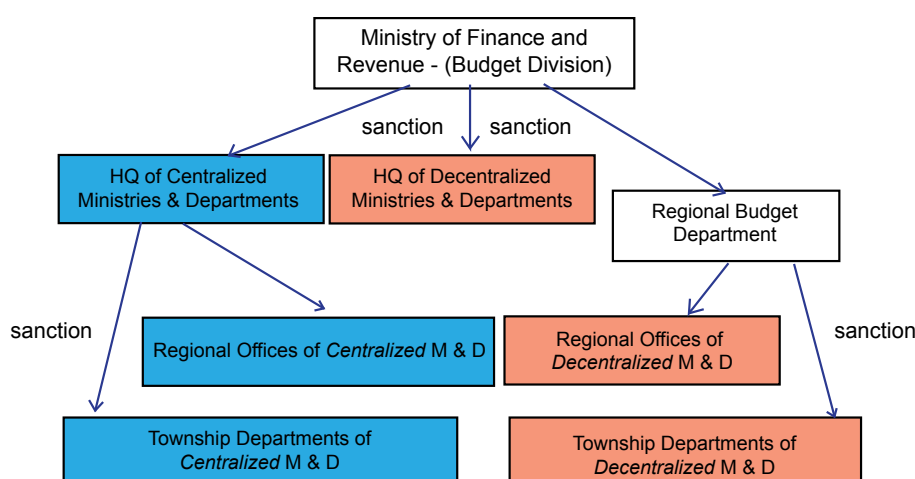 Ministry of Finance and
Revenue - (Budget Division)
sanction
sanction
HQ of Centralized
Ministries & Departments
HQ of Decentralized
Ministries & Departments
Regional Budget
Department
sanction
Regional Offices of Centralized M & D
Regional Offices of
Decentralized M & D
sanction
Township Departments of
Centralized M & D
Township Departments of
Decentralized M & D